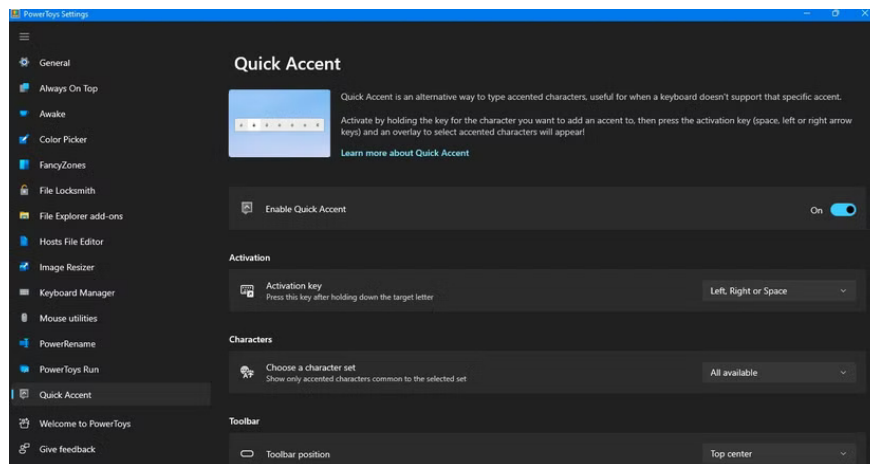 PowerToys Settings
General
Always On Top
Awake
Color Picker
FancyZones
File Locksmith
File Explorer add-ons
Hosts File Editor
Image Resizer
Keyboard Manager
Mouse utilities
PowerRename
PowerToys Run
Quick Accent
Welcome to PowerToys
Give feedback
Quick Accent
Quick Accent is an alternative way to type accented characters, useful for when a keyboard doesn't support that specific accent.
Activate by holding the key for the character you want to add an accent to, then press the activation key (space, left or right arrow
keys) and an overlay to select accented characters will appear!
Learn more about Quick Accent
Enable Quick Accent
On
Activation
Activation key
Press this key after holding down the target letter
Left, Right or Space
Characters
Choose a character set
Show only accented characters common to the selected set
All available
Toolbar
Toolbar position
Top center